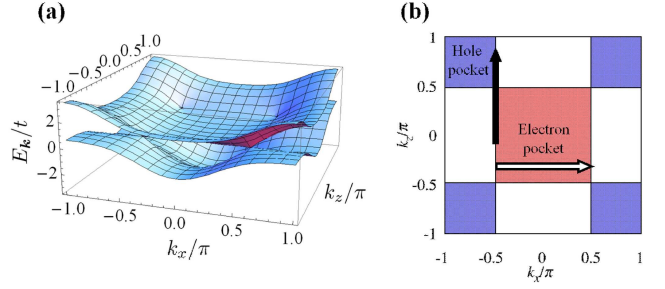 (a)
1.0
0.5
0.0
-0.5
-1.0
2
0
-2
E_k/t
-1.0 -0.5 0.0 0.5 1.0
k_x/π
k_z/π
(b)
1
0.5
0
-0.5
-1
k_z/π
Hole
pocket
Electron
pocket
-1 -0.5 0 0.5 1
k_x/π